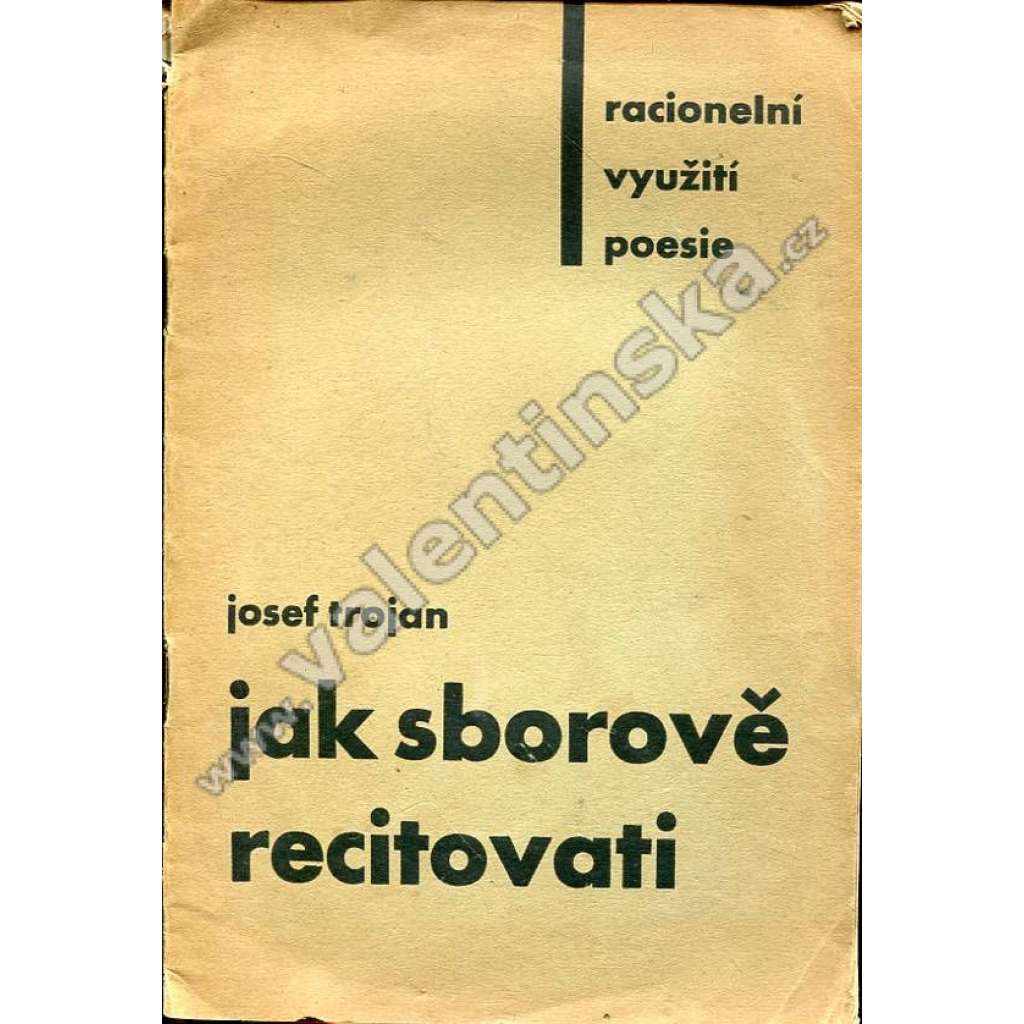 racionelní
využití
poesie
josef trojan
jak sborově
recitovati
www.valentinska.cz